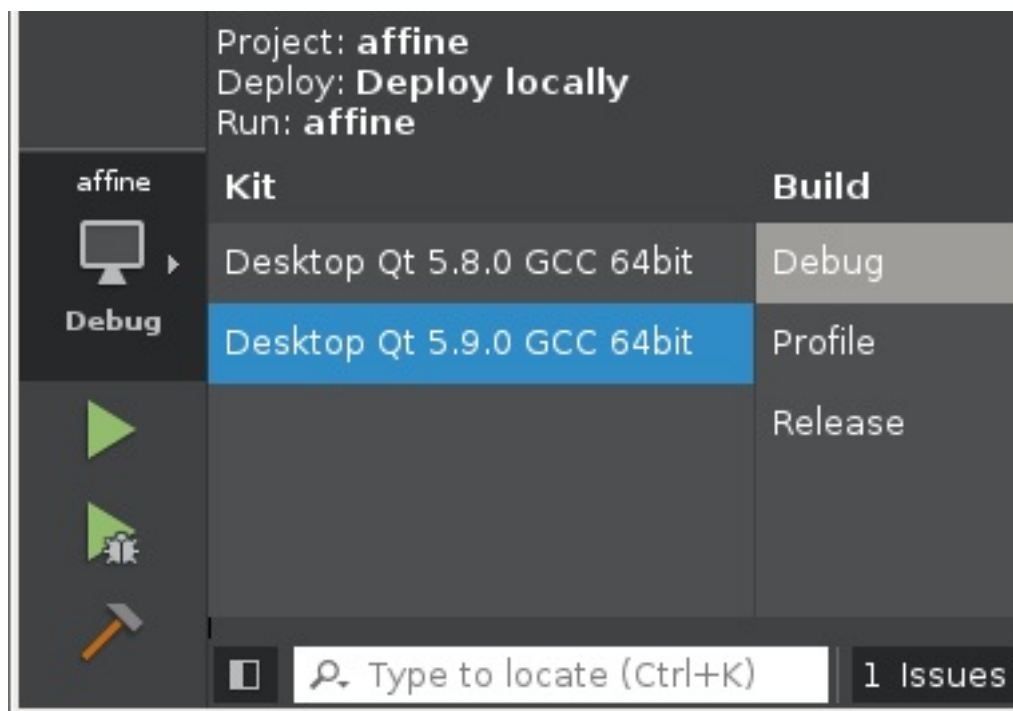 Project: affine
Deploy: Deploy locally
Run: affine
affine
Debug
Kit
Build
Desktop Qt 5.8.0 GCC 64bit
Debug
Desktop Qt 5.9.0 GCC 64bit
Profile
Release
Type to locate (Ctrl+K)
1 Issues